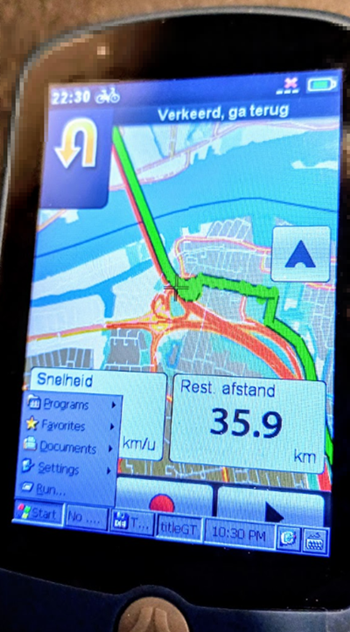 22:30
Verkeerd, ga terug
Snelheid
km/u
Rest. afstand
35.9
km
Programs
Favorites
Documents
Settings
Run...
Start
No ....
T...
titleGT
10:30 PM